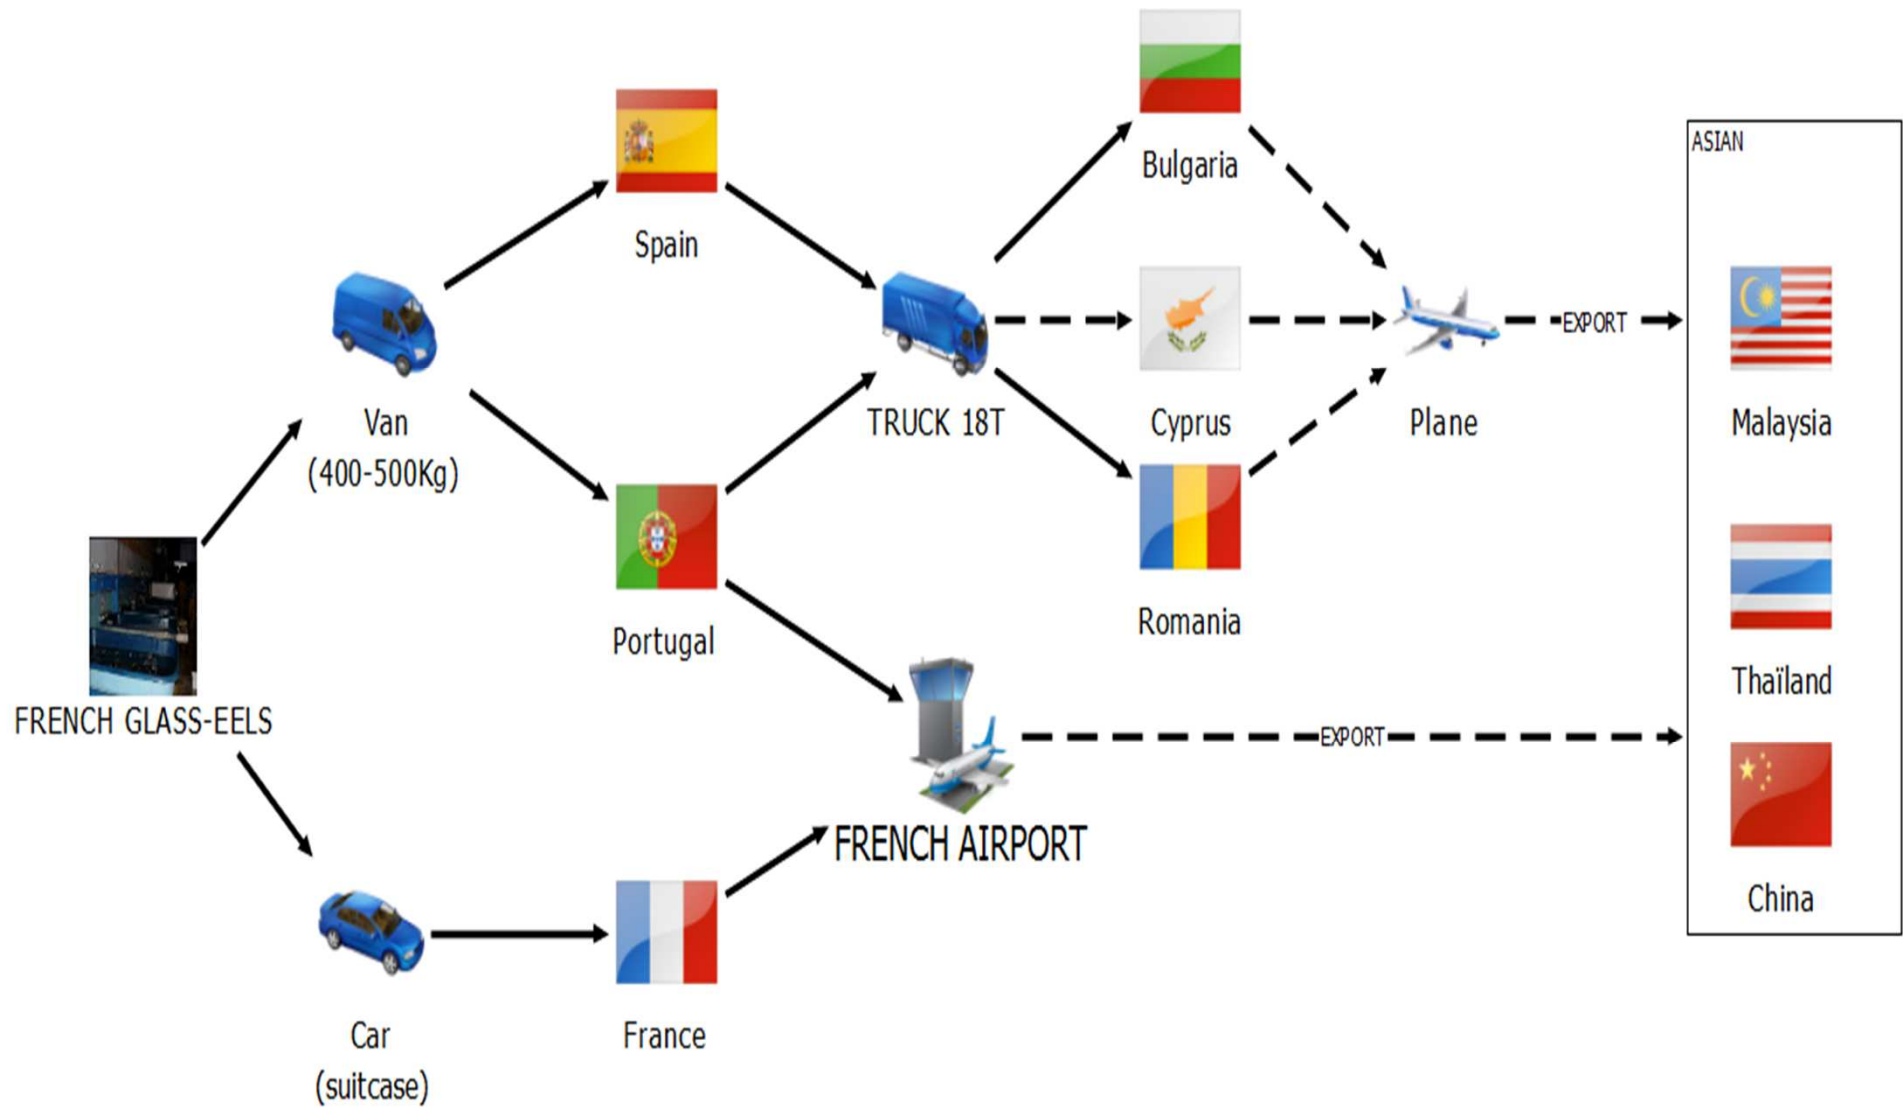 Bulgaria
ASIAN
Spain
EXPORT
Van
(400-500Kg)
TRUCK 18T
Cyprus
Plane
Malaysia
Romania
Portugal
Thaïland
FRENCH GLASS-EELS
EXPORT
FRENCH AIRPORT
China
Car
(suitcase)
France